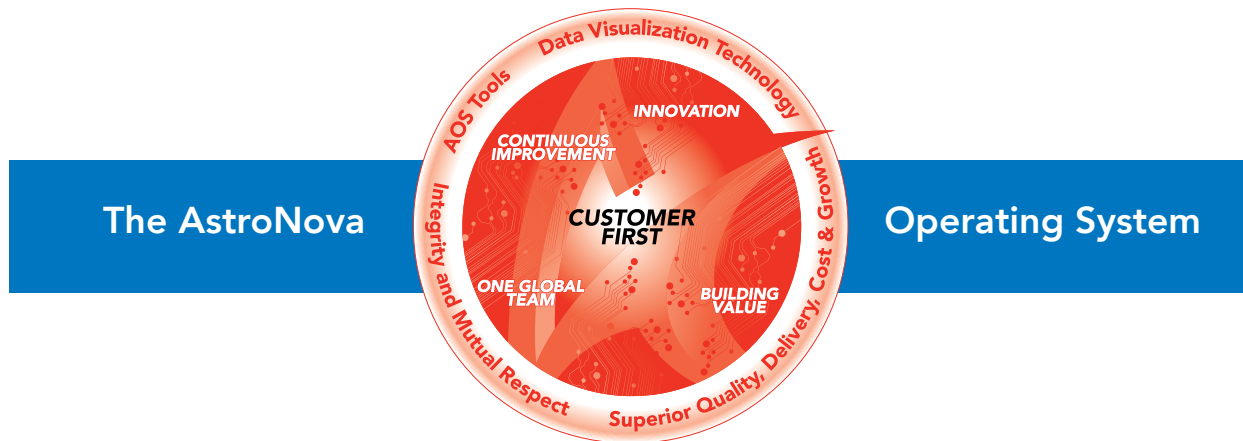 The AstroNova
Operating System
AOS Tools
Data Visualization Technology
Integrity and Mutual Respect
Superior Quality, Delivery, Cost & Growth
INNOVATION
CONTINUOUS
IMPROVEMENT
CUSTOMER
FIRST
ONE GLOBAL
TEAM
BUILDING
VALUE